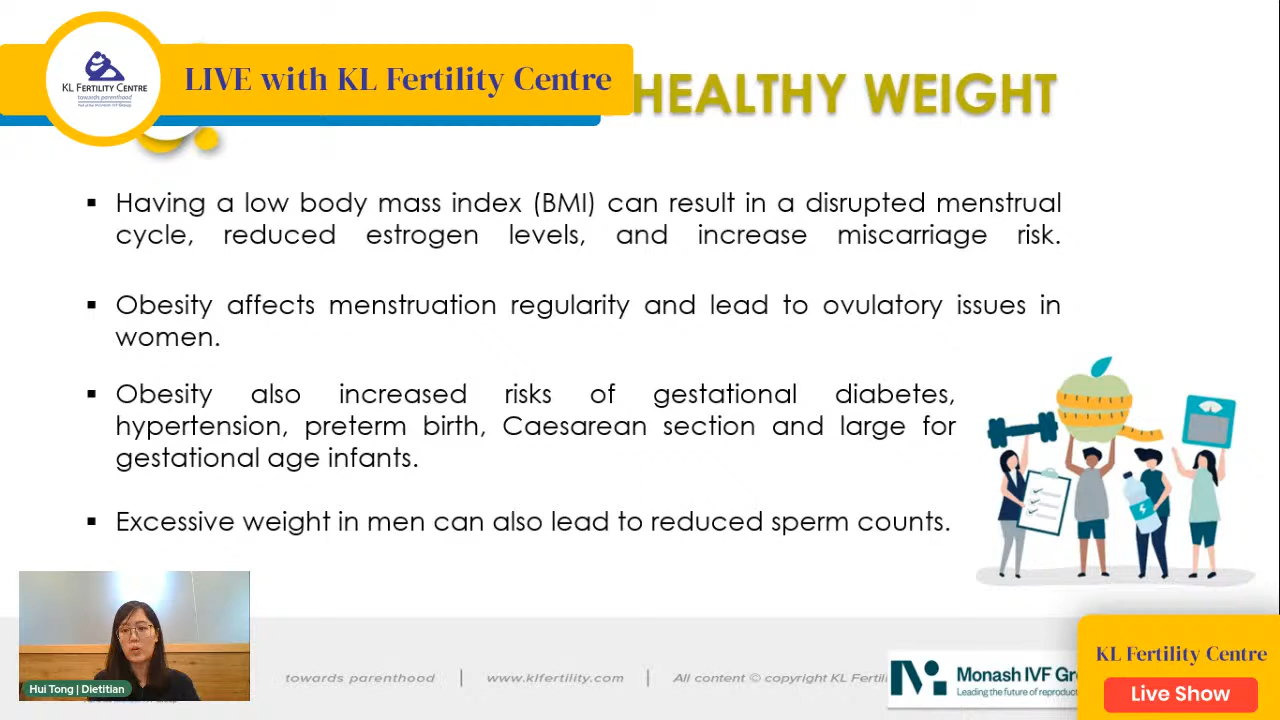 KL FERTILITY CENTRE
towards parenthood
LIVE with KL Fertility Centre
HEALTHY WEIGHT
▪ Having a low body mass index (BMI) can result in a disrupted menstrual
cycle, reduced estrogen levels, and increase miscarriage risk.
▪ Obesity affects menstruation regularity and lead to ovulatory issues in
women.
▪ Obesity also increased risks of gestational diabetes,
hypertension, preterm birth, Caesarean section and large for
gestational age infants.
▪ Excessive weight in men can also lead to reduced sperm counts.
Hui Tong | Dietitian
towards parenthood | www.klfertility.com | All content © copyright KL Fertili
Monash IVF Gr
Leading the future of reproduct
KL Fertility Centre
Live Show